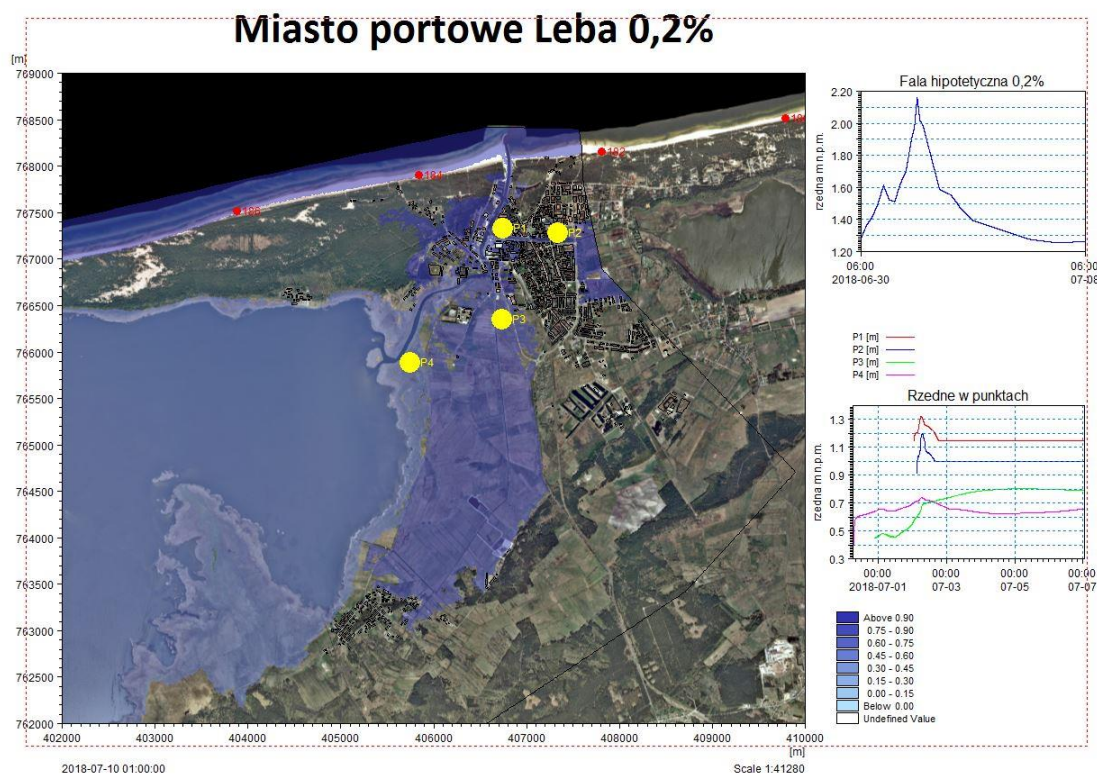 Miasto portowe Leba 0,2%
[m]
769000
768500
768000
767500
767000
766500
766000
765500
765000
764500
764000
763500
763000
762500
762000
402000 403000 404000 405000 406000 407000 408000 409000 410000
[m]
184
P1
P2
P3
P4
2018-07-10 01:00:00
Scale 1:41280
Fala hipotetyczna 0,2%
rzedna m n.p.m.
2.20
2.00
1.80
1.60
1.40
1.20
06:00 06:00
2018-06-30 07-08
P1 [m]
P2 [m]
P3 [m]
P4 [m]
Rzedne w punktach
rzedna m n.p.m.
1.3
1.1
0.9
0.7
0.5
0.3
00:00 00:00 00:00 00:00
2018-07-01 07-03 07-05 07-07
Above 0.90
0.75 - 0.90
0.60 - 0.75
0.45 - 0.60
0.30 - 0.45
0.15 - 0.30
0.00 - 0.15
Below 0.00
Undefined Value